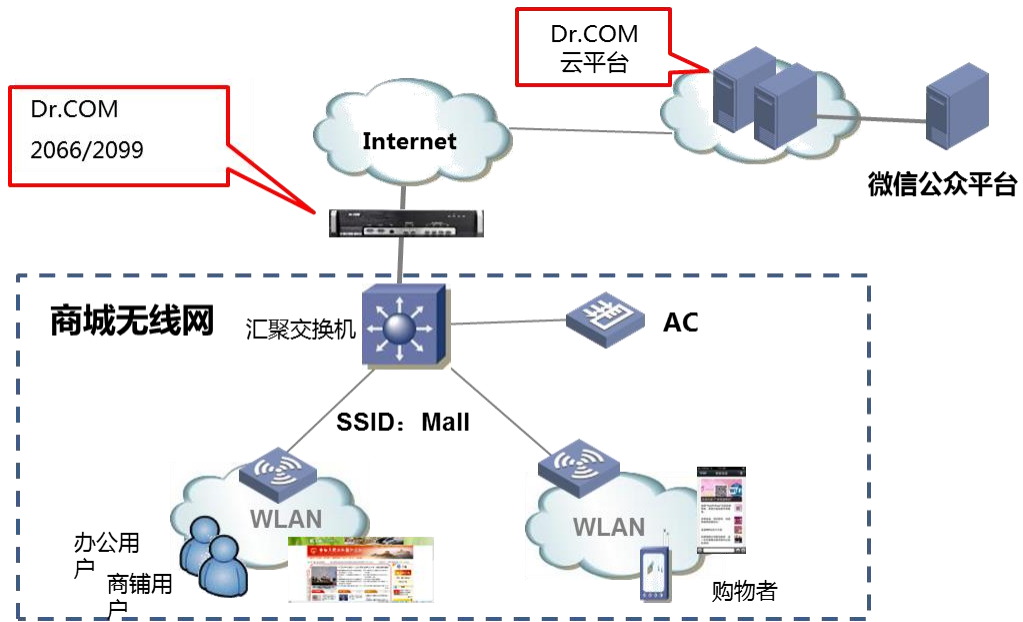 Dr.COM
云平台
Dr.COM
2066/2099
Internet
微信公众平台
商城无线网
汇聚交换机
AC
SSID：Mall
WLAN
WLAN
办公用
户
商铺用
户
购物者